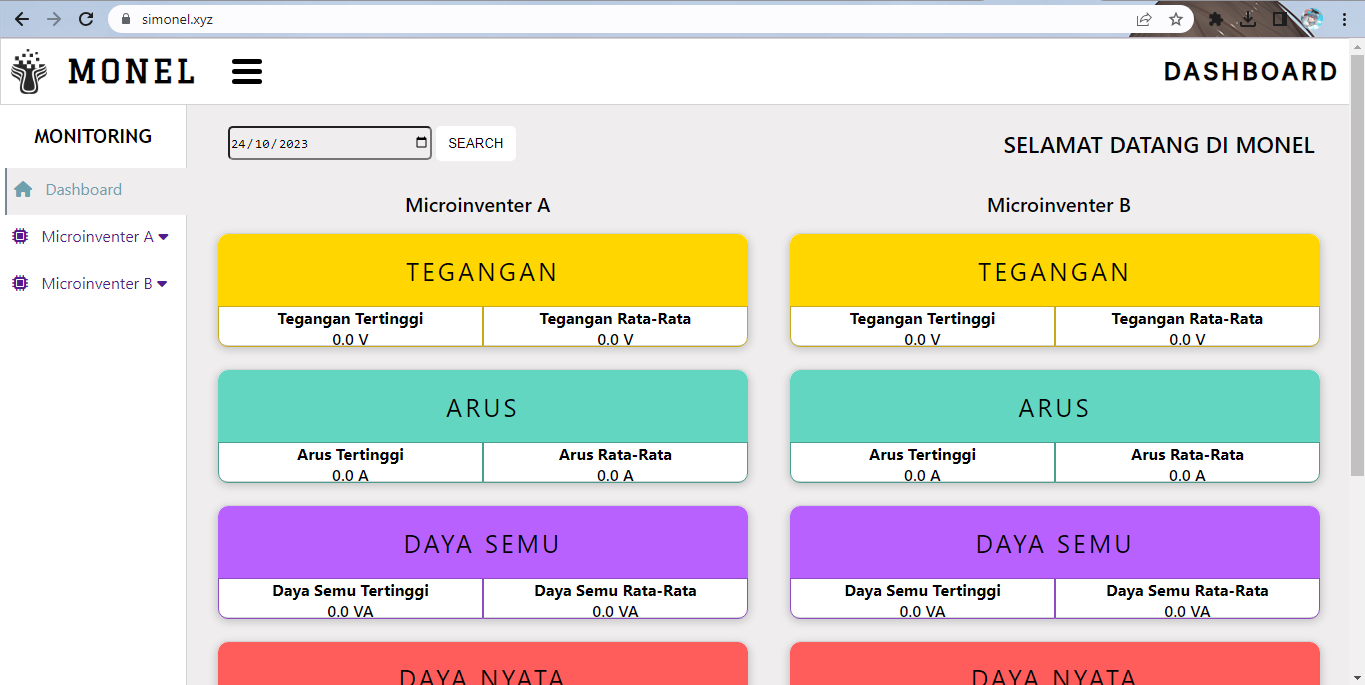 simonel.xyz
MONEL
DASHBOARD
MONITORING
Dashboard
Microinventer A
Microinventer B
24/10/2023
SEARCH
SELAMAT DATANG DI MONEL
Microinventer A
TEGANGAN
Tegangan Tertinggi
0.0 V
Tegangan Rata-Rata
0.0 V
ARUS
Arus Tertinggi
0.0 A
Arus Rata-Rata
0.0 A
DAYA SEMU
Daya Semu Tertinggi
0.0 VA
Daya Semu Rata-Rata
0.0 VA
DAYA NYATA
Microinventer B
TEGANGAN
Tegangan Tertinggi
0.0 V
Tegangan Rata-Rata
0.0 V
ARUS
Arus Tertinggi
0.0 A
Arus Rata-Rata
0.0 A
DAYA SEMU
Daya Semu Tertinggi
0.0 VA
Daya Semu Rata-Rata
0.0 VA
DAYA NYATA